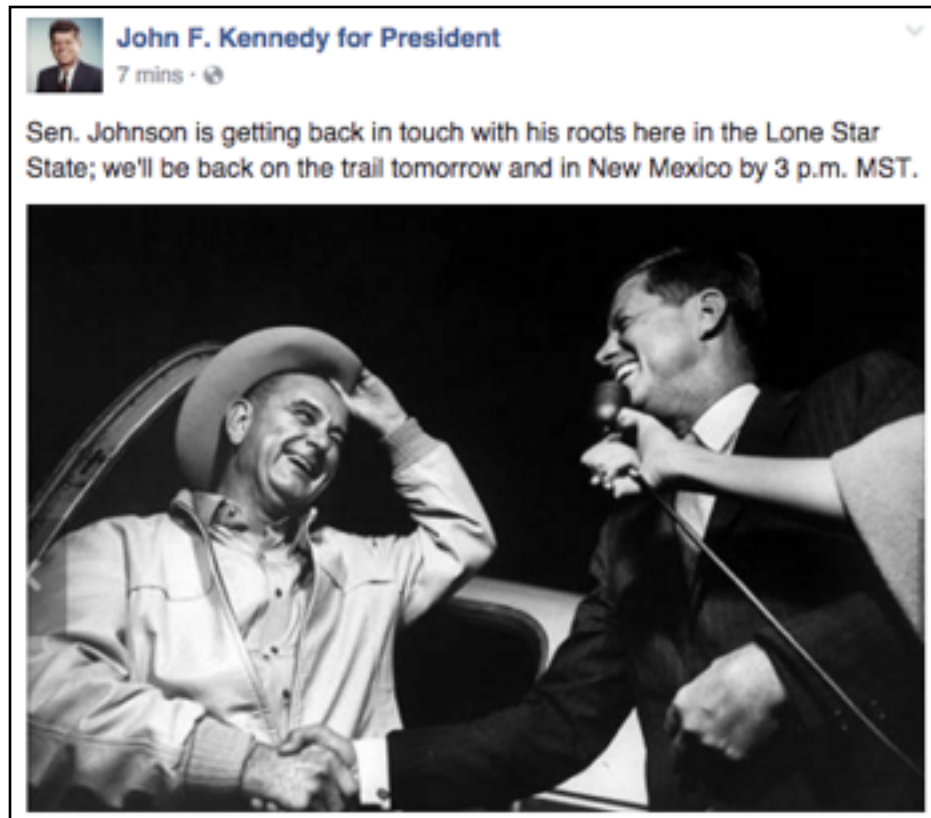 John F. Kennedy for President
7 mins ·
Sen. Johnson is getting back in touch with his roots here in the Lone Star
State; we'll be back on the trail tomorrow and in New Mexico by 3 p.m. MST.